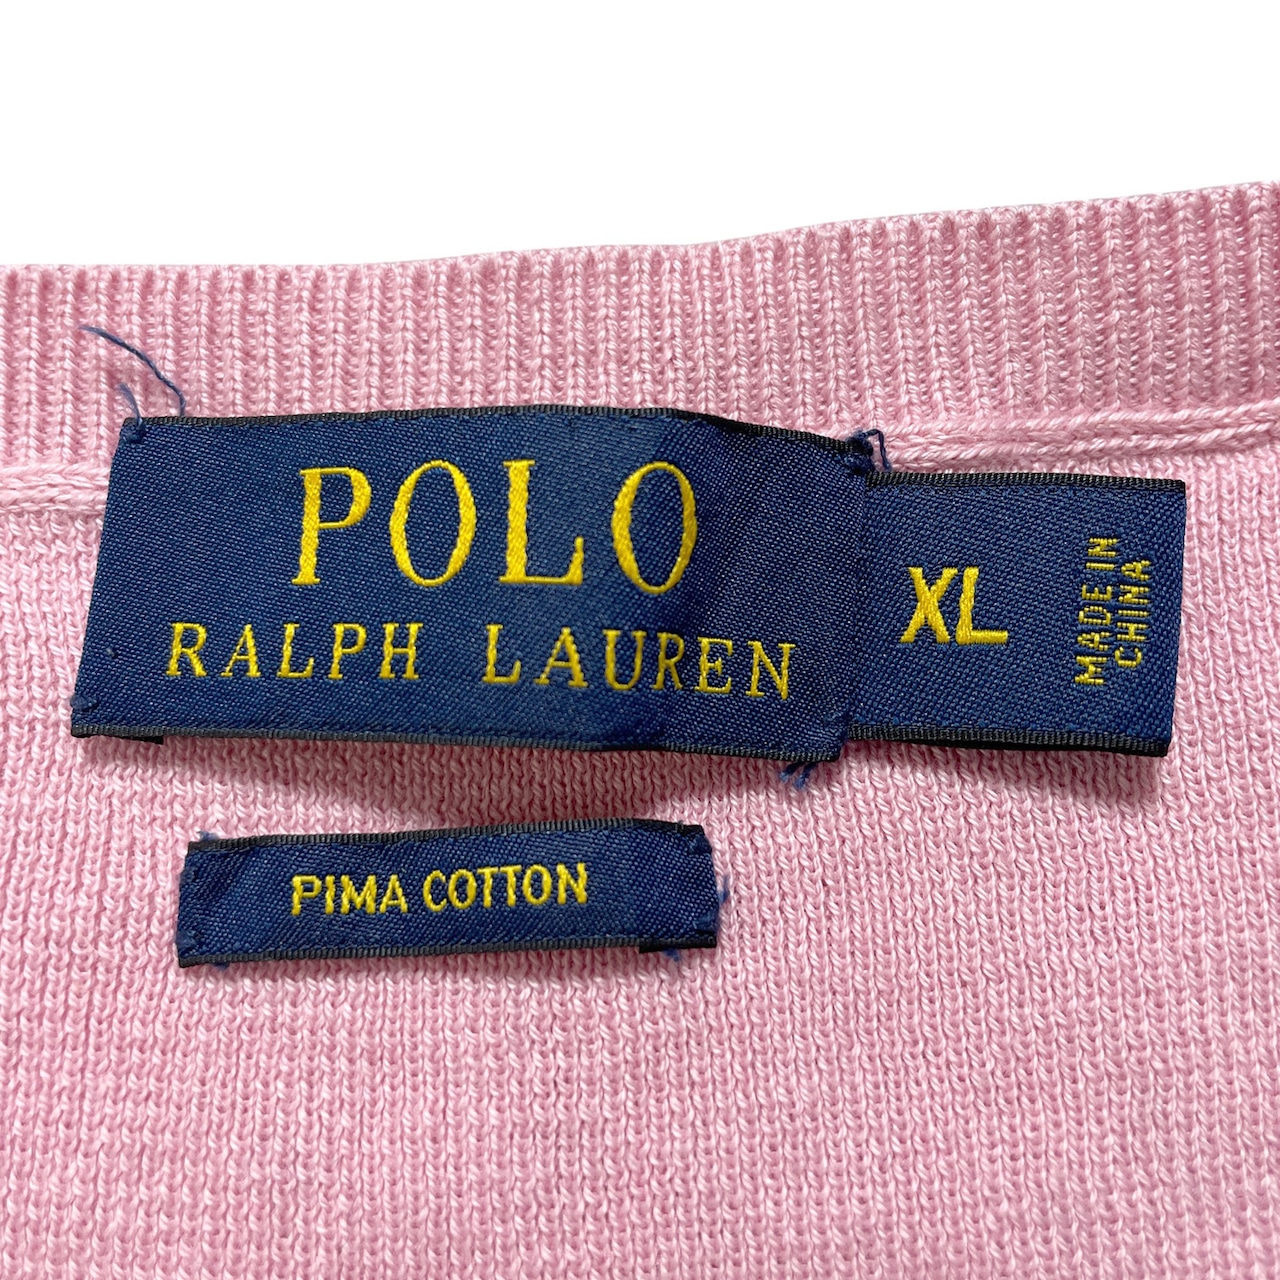 POLO
RALPH LAUREN
XL
MADE IN
CHINA
PIMA COTTON